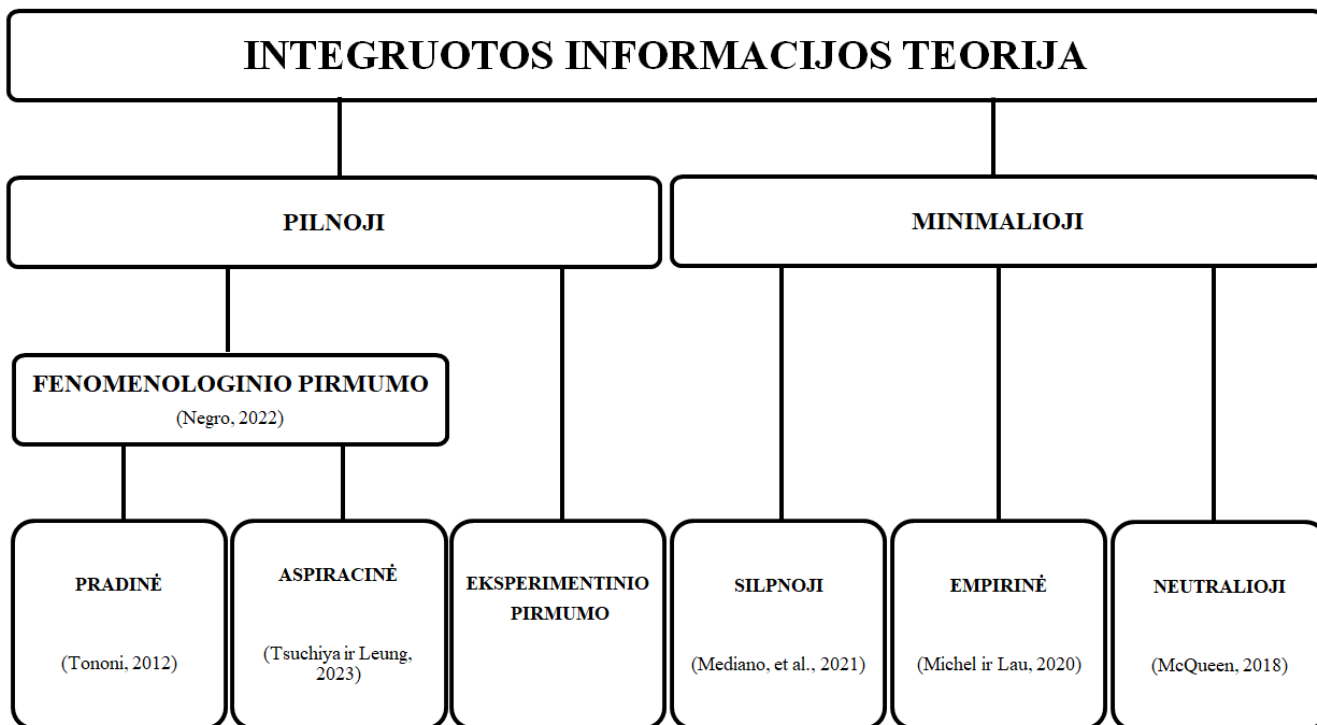 INTEGRUOTOS INFORMACIJOS TEORIJA
PILNOJI
MINIMALIOJI
FENOMENOLOGINIO PIRMUMO
(Negro, 2022)
PRADINĖ
(Tononi, 2012)
ASPIRACINĖ
(Tsuchiya ir Leung,
2023)
EKSPERIMENTINIO
PIRMUMO
SILPNOJI
(Mediano, et al., 2021)
EMPIRINĖ
(Michel ir Lau, 2020)
NEUTRALIOJI
(McQueen, 2018)